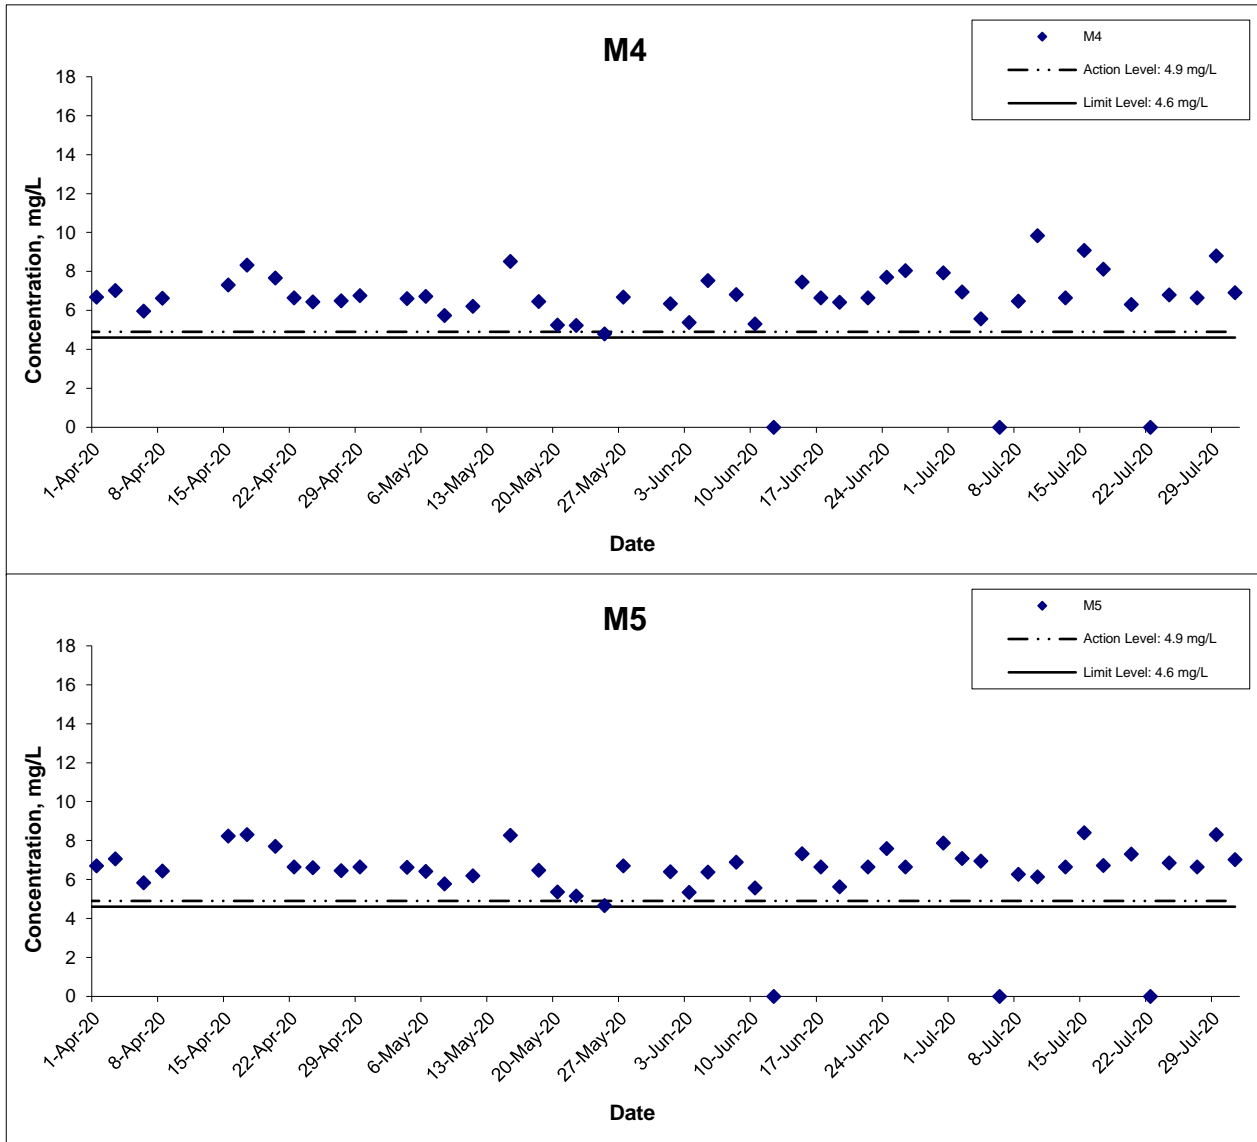 M4
M4
Action Level: 4.9 mg/L
Limit Level: 4.6 mg/L
18
16
14
12
10
8
6
4
2
0
Concentration, mg/L
1-Apr-20
8-Apr-20
15-Apr-20
22-Apr-20
29-Apr-20
6-May-20
13-May-20
20-May-20
27-May-20
3-Jun-20
10-Jun-20
17-Jun-20
24-Jun-20
1-Jul-20
8-Jul-20
15-Jul-20
22-Jul-20
29-Jul-20
Date
M5
M5
Action Level: 4.9 mg/L
Limit Level: 4.6 mg/L
18
16
14
12
10
8
6
4
2
0
Concentration, mg/L
1-Apr-20
8-Apr-20
15-Apr-20
22-Apr-20
29-Apr-20
6-May-20
13-May-20
20-May-20
27-May-20
3-Jun-20
10-Jun-20
17-Jun-20
24-Jun-20
1-Jul-20
8-Jul-20
15-Jul-20
22-Jul-20
29-Jul-20
Date